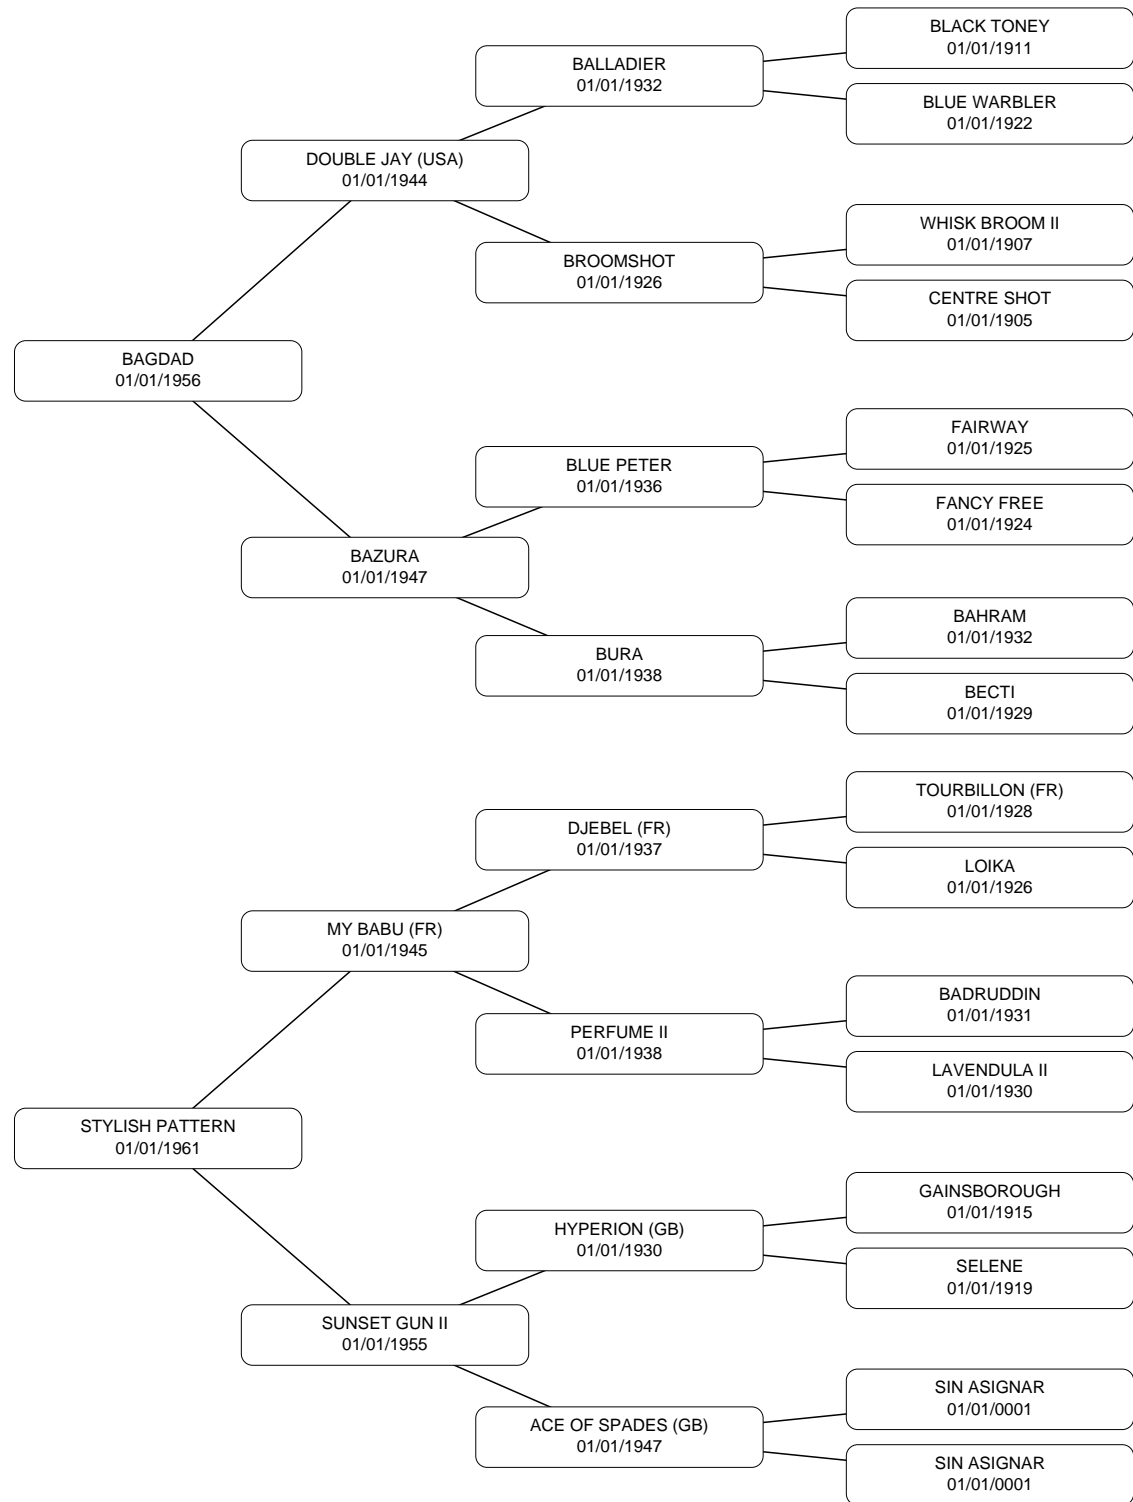 BLACK TONEY
01/01/1911
BALLADIER
01/01/1932
BLUE WARBLER
01/01/1922
DOUBLE JAY (USA)
01/01/1944
WHISK BROOM II
01/01/1907
BROOMSHOT
01/01/1926
CENTRE SHOT
01/01/1905
BAGDAD
01/01/1956
FAIRWAY
01/01/1925
BLUE PETER
01/01/1936
FANCY FREE
01/01/1924
BAZURA
01/01/1947
BAHRAM
01/01/1932
BURA
01/01/1938
BECTI
01/01/1929
TOURBILLON (FR)
01/01/1928
DJEBEL (FR)
01/01/1937
LOIKA
01/01/1926
MY BABU (FR)
01/01/1945
BADRUDDIN
01/01/1931
PERFUME II
01/01/1938
LAVENDULA II
01/01/1930
STYLISH PATTERN
01/01/1961
GAINSBOROUGH
01/01/1915
HYPERION (GB)
01/01/1930
SELENE
01/01/1919
SUNSET GUN II
01/01/1955
SIN ASIGNAR
01/01/0001
ACE OF SPADES (GB)
01/01/1947
SIN ASIGNAR
01/01/0001